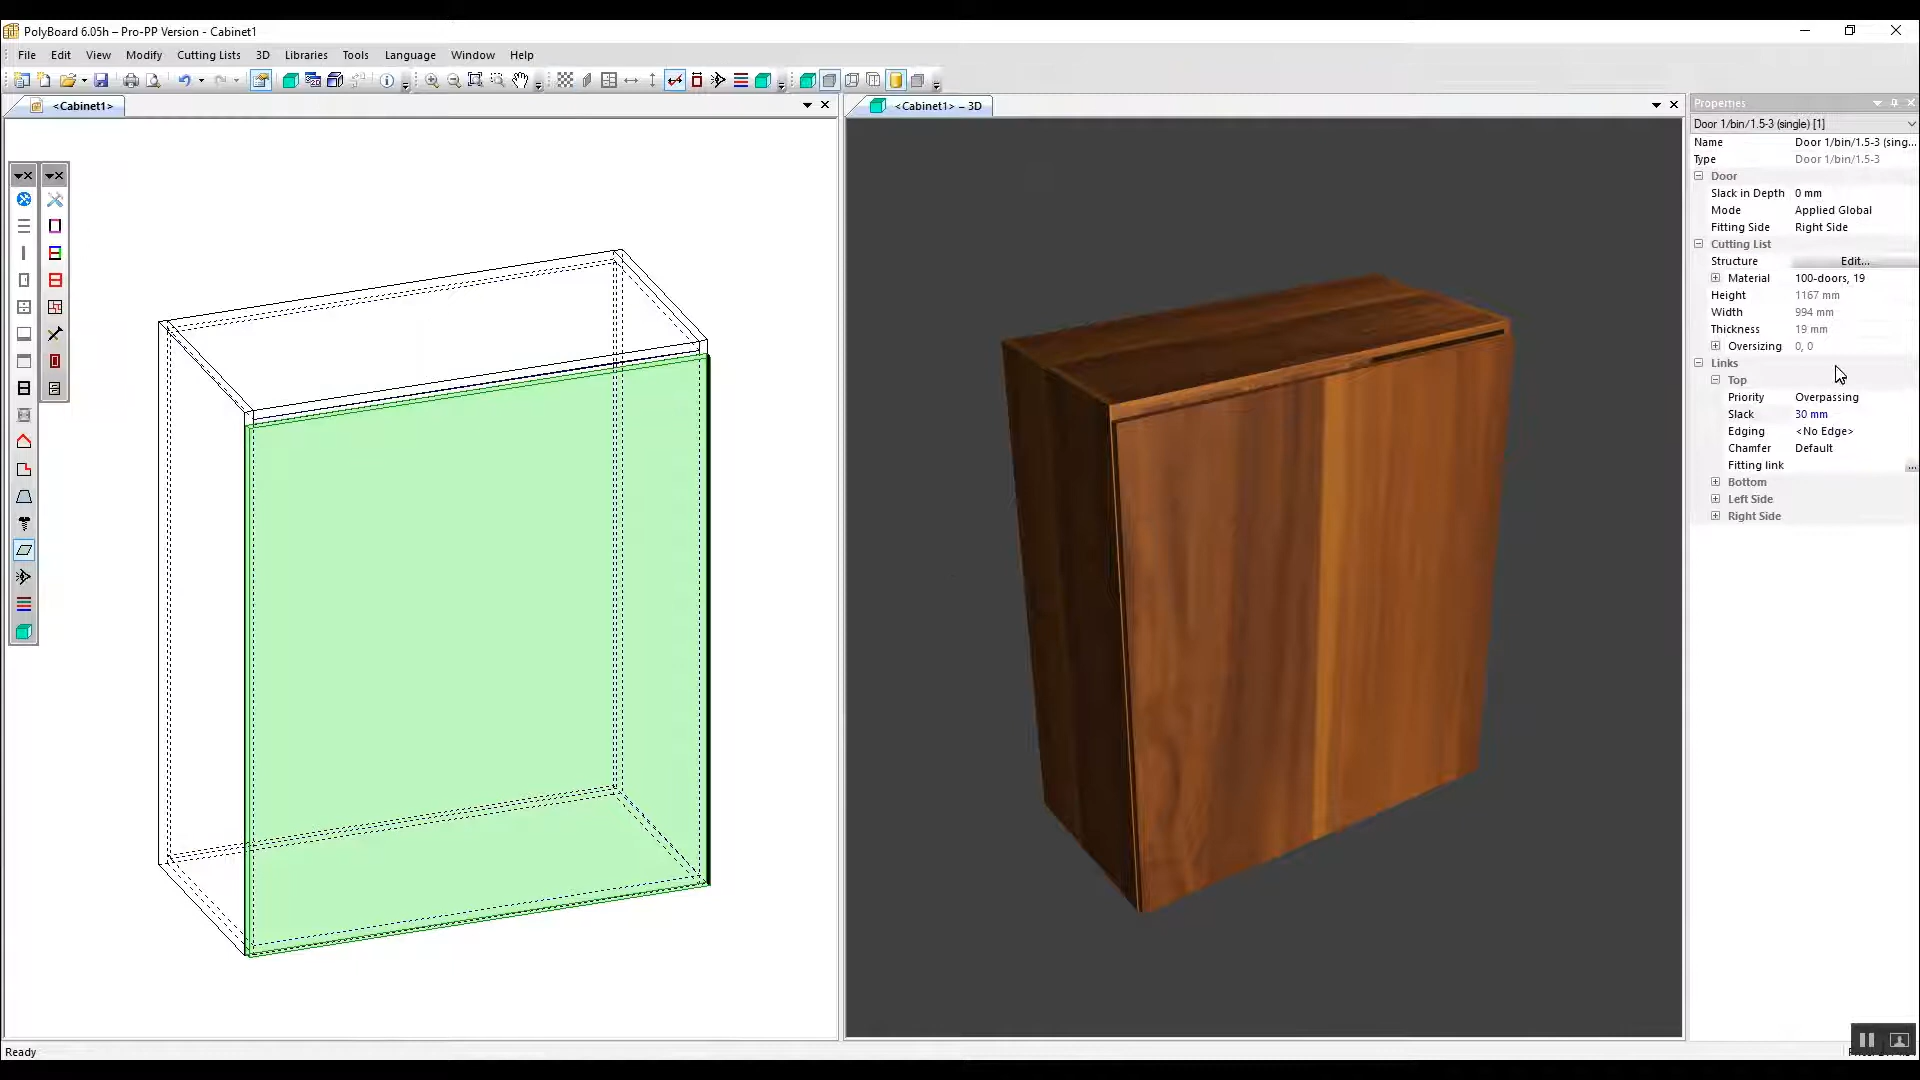 PolyBoard 6.05h – Pro-PP Version - Cabinet1
File Edit View Modify Cutting Lists 3D Libraries Tools Language Window Help
<Cabinet1>
<Cabinet1> – 3D
Properties
Door 1/bin/1.5-3 (single) [1]
Name Door 1/bin/1.5-3 (sing...
Type Door 1/bin/1.5-3
Door
Slack in Depth 0 mm
Mode Applied Global
Fitting Side Right Side
Cutting List
Structure Edit...
Material 100-doors, 19
Height 1167 mm
Width 994 mm
Thickness 19 mm
Oversizing 0, 0
Links
Top
Priority Overpassing
Slack 30 mm
Edging <No Edge>
Chamfer Default
Fitting link ...
Bottom
Left Side
Right Side
Ready